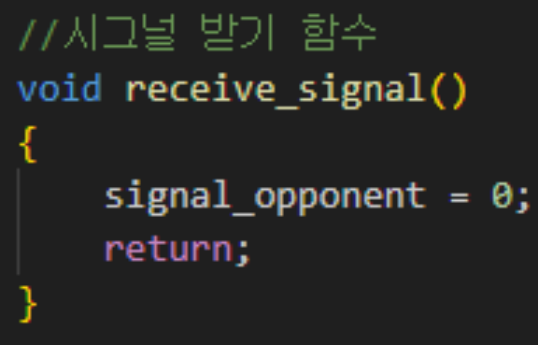 //시그널 받기 함수
void receive_signal()
{
    signal_opponent = 0;
    return;
}